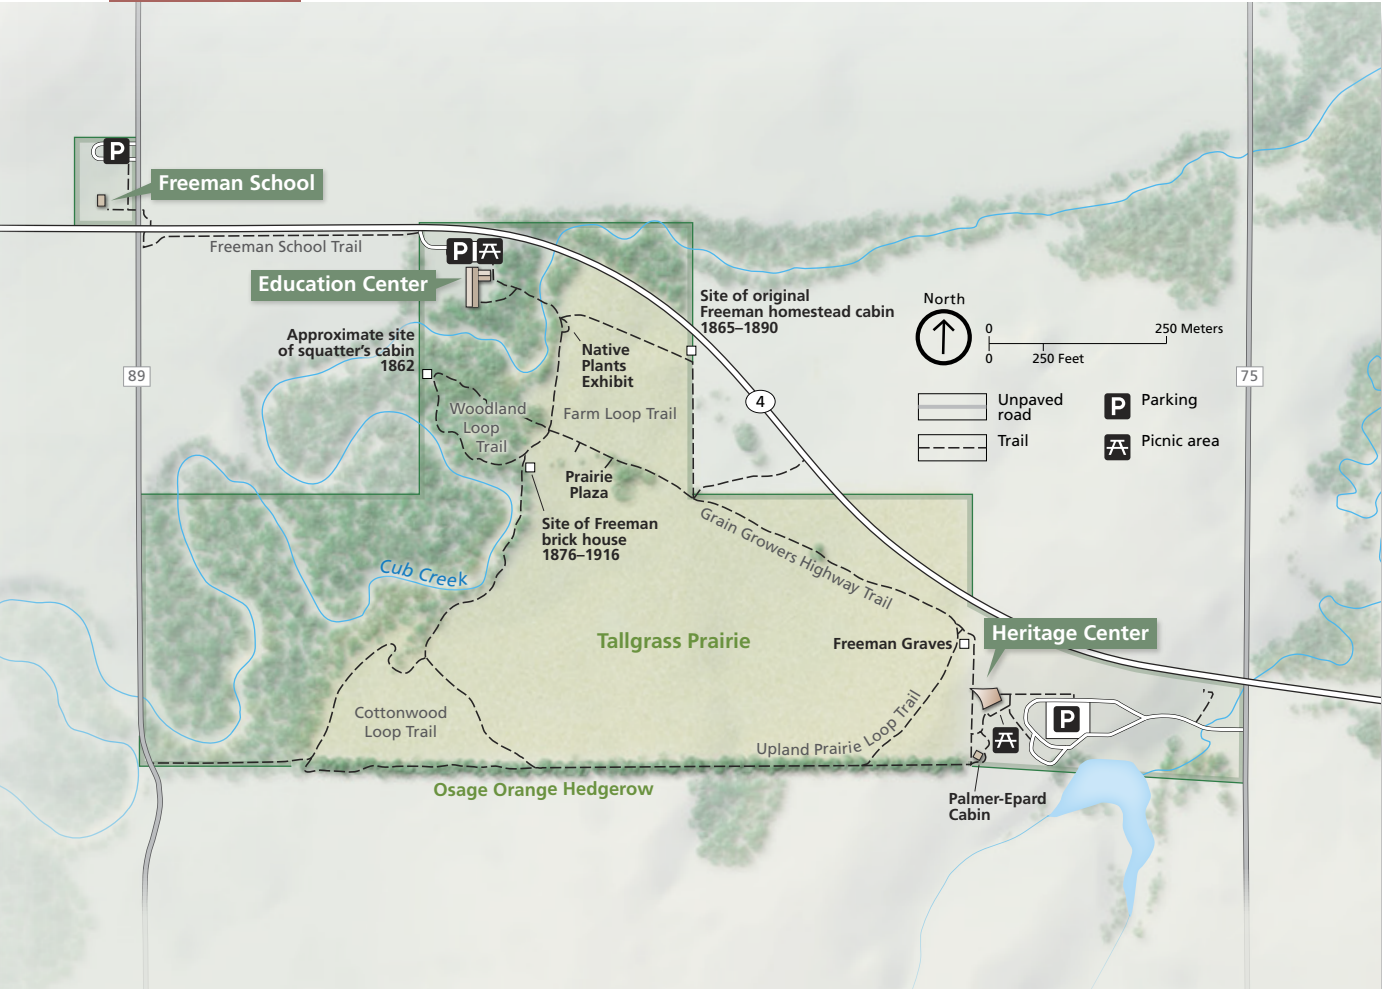 P
Freeman School
Freeman School Trail
P
Education Center
Approximate site
of squatter's cabin
1862
Site of original
Freeman homestead cabin
1865–1890
North
0
250 Meters
0
250 Feet
89
75
4
Native
Plants
Exhibit
Unpaved
road
P
Parking
Trail
Picnic area
Woodland
Loop
Trail
Farm Loop Trail
Prairie
Plaza
Site of Freeman
brick house
1876–1916
Grain Growers Highway Trail
Cub Creek
Tallgrass Prairie
Freeman Graves
Heritage Center
Cottonwood
Loop Trail
Upland Prairie Loop Trail
P
Osage Orange Hedgerow
Palmer-Epard
Cabin